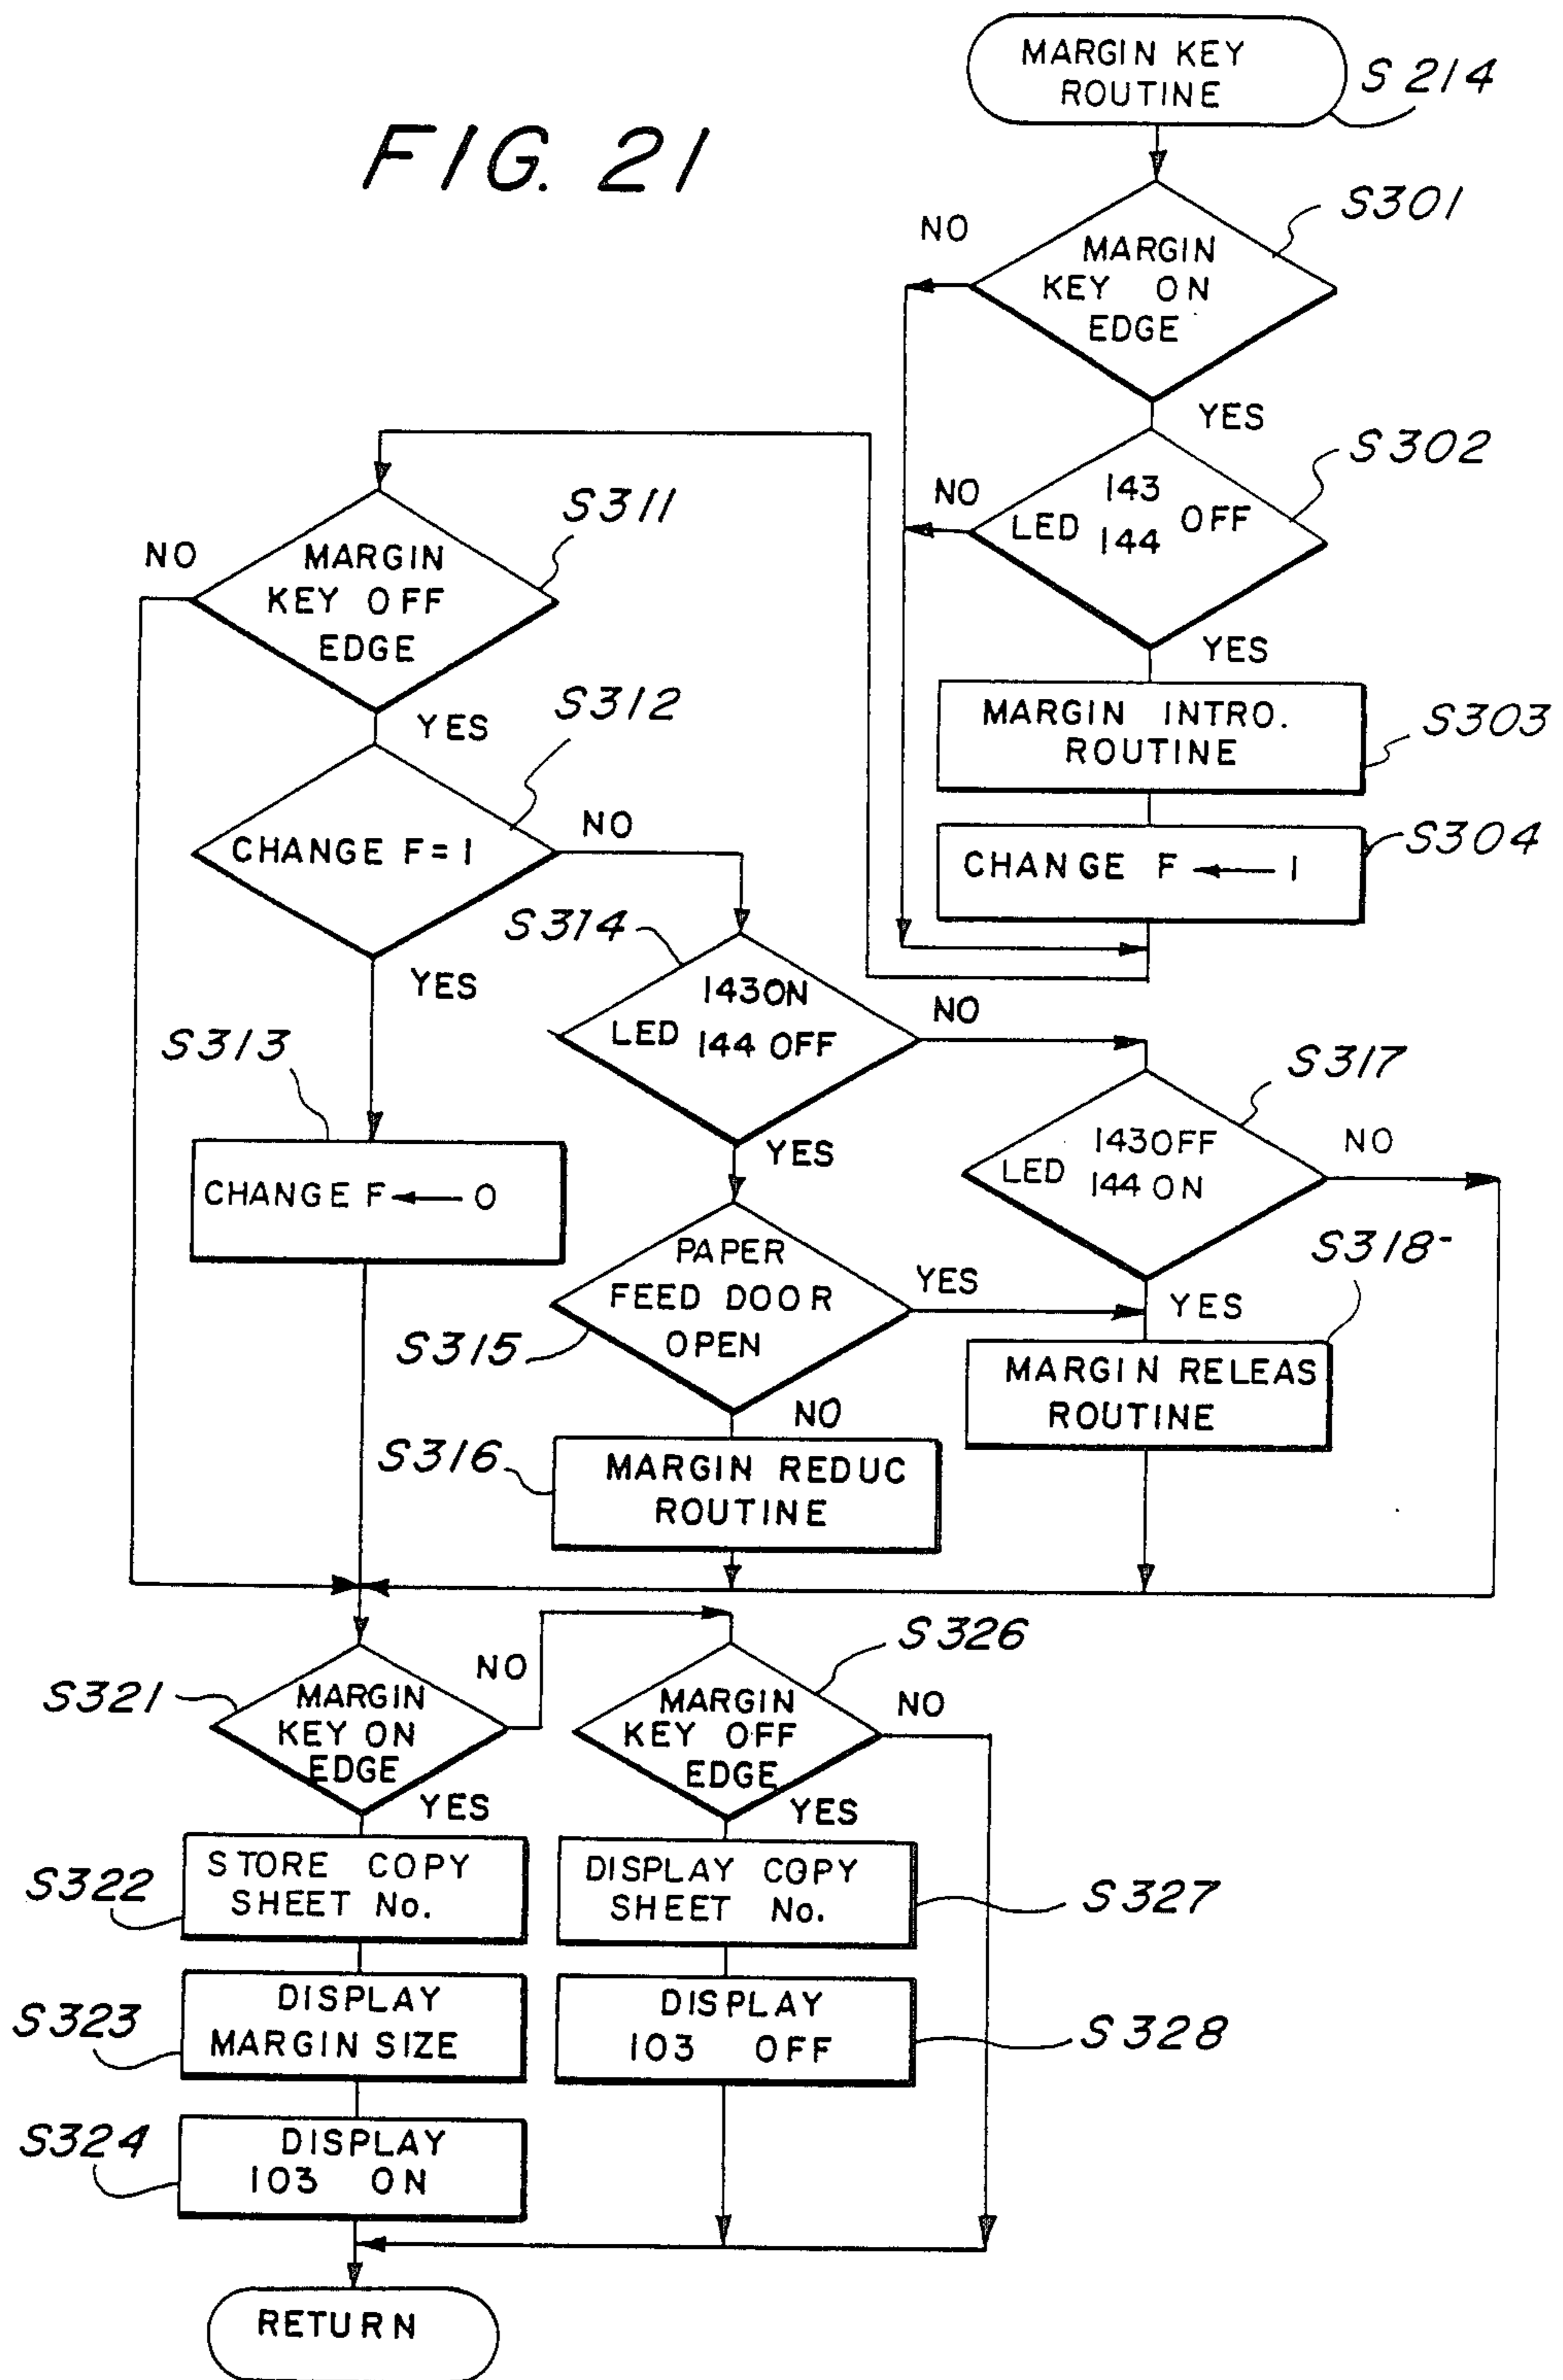 FIG. 21
MARGIN KEY
ROUTINE
S214
MARGIN
KEY ON
EDGE
S301
NO
YES
LED 143
144 OFF
S302
NO
YES
MARGIN INTRO.
ROUTINE
S303
CHANGE F ← 1
S304
MARGIN
KEY OFF
EDGE
S311
NO
YES
CHANGE F = 1
S312
NO
YES
CHANGE F ← 0
S313
S314
143 ON
LED 144 OFF
NO
YES
PAPER
FEED DOOR
OPEN
S315
YES
NO
MARGIN REDUC
ROUTINE
S316
143 OFF
LED 144 ON
S317
NO
YES
S318
MARGIN RELEAS
ROUTINE
S321
MARGIN
KEY ON
EDGE
NO
YES
S322
STORE COPY
SHEET No.
S323
DISPLAY
MARGIN SIZE
S324
DISPLAY
103 ON
S326
MARGIN
KEY OFF
EDGE
NO
YES
DISPLAY COPY
SHEET No.
S327
DISPLAY
103 OFF
S328
RETURN